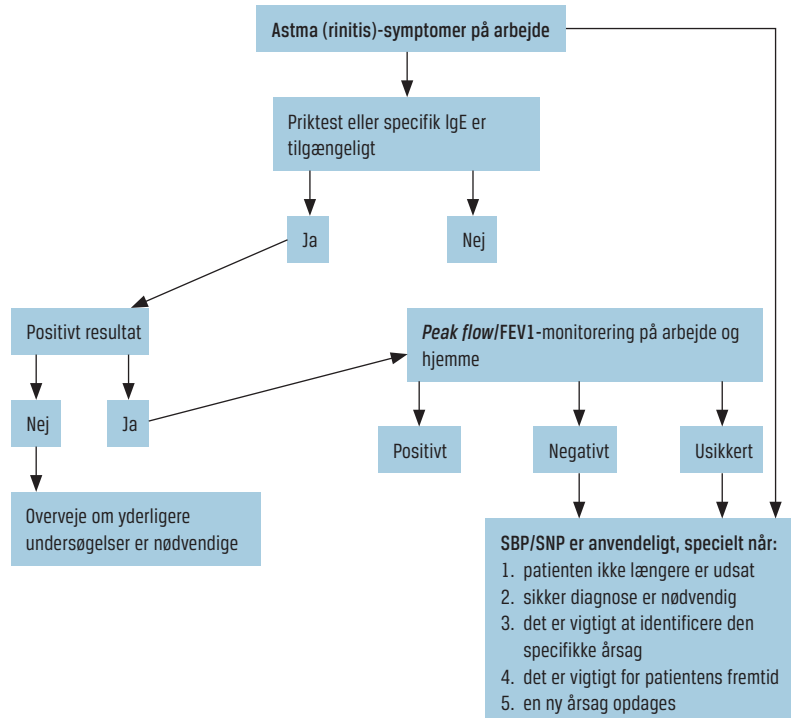 Astma (rinitis)-symptomer på arbejde
Priktest eller specifik IgE er
tilgængeligt
Ja
Nej
Positivt resultat
Peak flow/FEV1-monitorering på arbejde og
hjemme
Nej
Ja
Positivt
Negativt
Usikkert
Overveje om yderligere
undersøgelser er nødvendige
SBP/SNP er anvendeligt, specielt når:
1. patienten ikke længere er udsat
2. sikker diagnose er nødvendig
3. det er vigtigt at identificere den
specifikke årsag
4. det er vigtigt for patientens fremtid
5. en ny årsag opdages